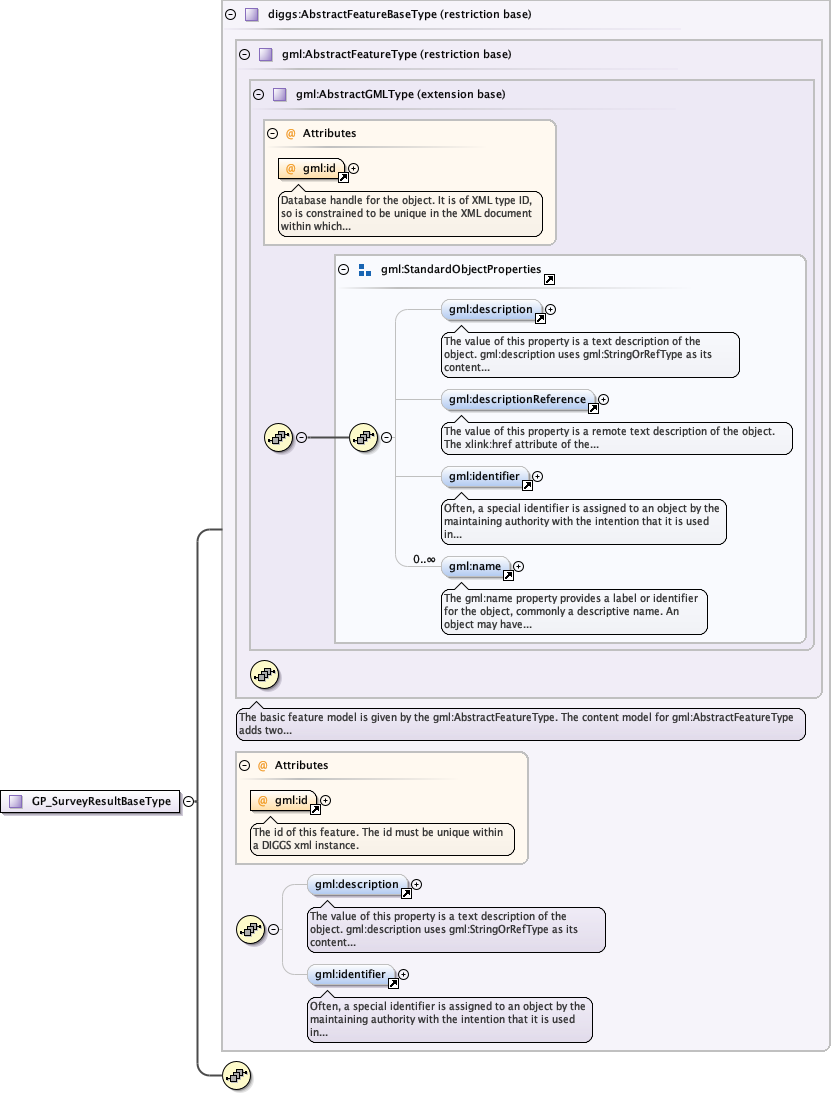 diggs:AbstractFeatureBaseType (restriction base)
gml:AbstractFeatureType (restriction base)
gml:AbstractGMLType (extension base)
@ Attributes
@ gml:id
Database handle for the object. It is of XML type ID,
so is constrained to be unique in the XML document
within which...
gml:StandardObjectProperties
gml:description
The value of this property is a text description of the
object. gml:description uses gml:StringOrRefType as its
content...
gml:descriptionReference
The value of this property is a remote text description of the object.
The xlink:href attribute of the...
gml:identifier
Often, a special identifier is assigned to an object by the
maintaining authority with the intention that it is used
in...
0..∞
gml:name
The gml:name property provides a label or identifier
for the object, commonly a descriptive name. An
object may have...
The basic feature model is given by the gml:AbstractFeatureType. The content model for gml:AbstractFeatureType
adds two...
@ Attributes
@ gml:id
The id of this feature. The id must be unique within
a DIGGS xml instance.
GP_SurveyResultBaseType
gml:description
The value of this property is a text description of the
object. gml:description uses gml:StringOrRefType as its
content...
gml:identifier
Often, a special identifier is assigned to an object by the
maintaining authority with the intention that it is used
in...